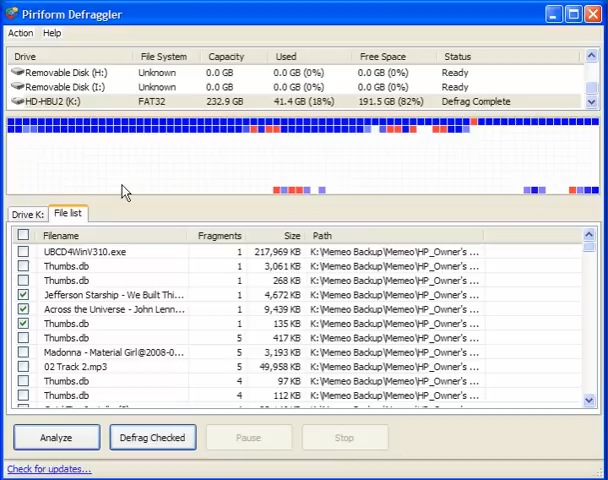 Piriform Defraggler
Action Help
Drive File System Capacity Used Free Space Status
Removable Disk (H:) Unknown 0.0 GB 0.0 GB (0%) 0.0 GB (0%) Ready
Removable Disk (I:) Unknown 0.0 GB 0.0 GB (0%) 0.0 GB (0%) Ready
HD-HBU2 (K:) FAT32 232.9 GB 41.4 GB (18%) 191.5 GB (82%) Defrag Complete
Drive K: File list
Filename Fragments Size Path
UBCD4WinV310.exe 1 217,969 KB K:\Memeo Backup\Memeo\HP_Owner's ...
Thumbs.db 1 3,061 KB K:\Memeo Backup\Memeo\HP_Owner's ...
Thumbs.db 1 268 KB K:\Memeo Backup\Memeo\HP_Owner's ...
Jefferson Starship - We Built Thi... 1 4,672 KB K:\Memeo Backup\Memeo\HP_Owner's ...
Across the Universe - John Lenn... 1 9,439 KB K:\Memeo Backup\Memeo\HP_Owner's ...
Thumbs.db 1 135 KB K:\Memeo Backup\Memeo\HP_Owner's ...
Thumbs.db 5 417 KB K:\Memeo Backup\Memeo\HP_Owner's ...
Madonna - Material Girl@2008-0... 5 3,193 KB K:\Memeo Backup\Memeo\HP_Owner's ...
02 Track 2.mp3 5 49,958 KB K:\Memeo Backup\Memeo\HP_Owner's ...
Thumbs.db 4 97 KB K:\Memeo Backup\Memeo\HP_Owner's ...
Thumbs.db 4 112 KB K:\Memeo Backup\Memeo\HP_Owner's ...
Analyze Defrag Checked Pause Stop
Check for updates...